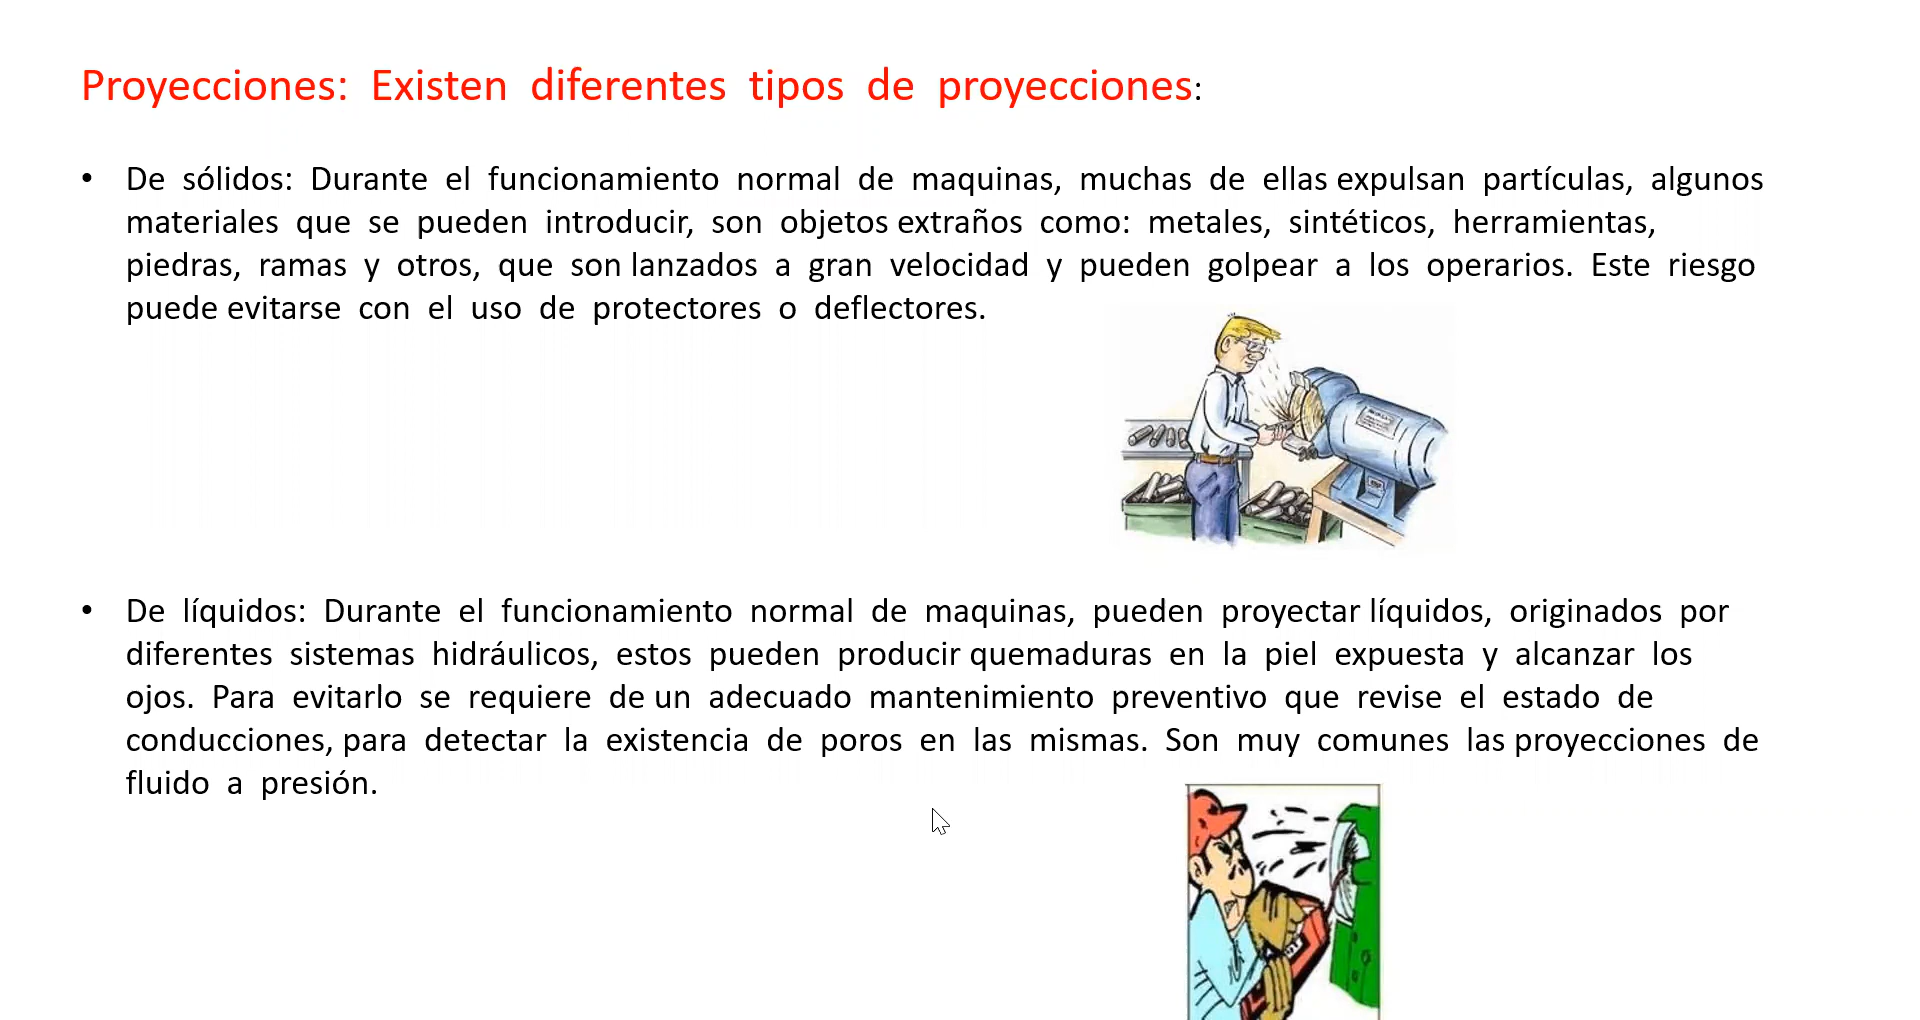 Proyecciones: Existen diferentes tipos de proyecciones:
• De sólidos: Durante el funcionamiento normal de maquinas, muchas de ellas expulsan partículas, algunos
materiales que se pueden introducir, son objetos extraños como: metales, sintéticos, herramientas,
piedras, ramas y otros, que son lanzados a gran velocidad y pueden golpear a los operarios. Este riesgo
puede evitarse con el uso de protectores o deflectores.
• De líquidos: Durante el funcionamiento normal de maquinas, pueden proyectar líquidos, originados por
diferentes sistemas hidráulicos, estos pueden producir quemaduras en la piel expuesta y alcanzar los
ojos. Para evitarlo se requiere de un adecuado mantenimiento preventivo que revise el estado de
conducciones, para detectar la existencia de poros en las mismas. Son muy comunes las proyecciones de
fluido a presión.